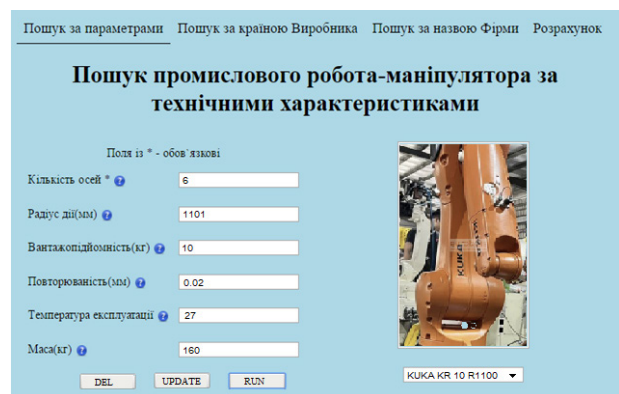 Пошук за параметрами Пошук за країною Виробника Пошук за назвою Фірми Розрахунок
Пошук промислового робота-маніпулятора за
технічними характеристиками
Поля із * - обов`язкові
Кількість осей * ? 6
Радіус дії(мм) ? 1101
Вантажопідйомність(кг) ? 10
Повторюваність(мм) ? 0.02
Температура експлуатації ? 27
Маса(кг) ? 160
DEL UPDATE RUN
KUKA
KUKA KR 10 R1100